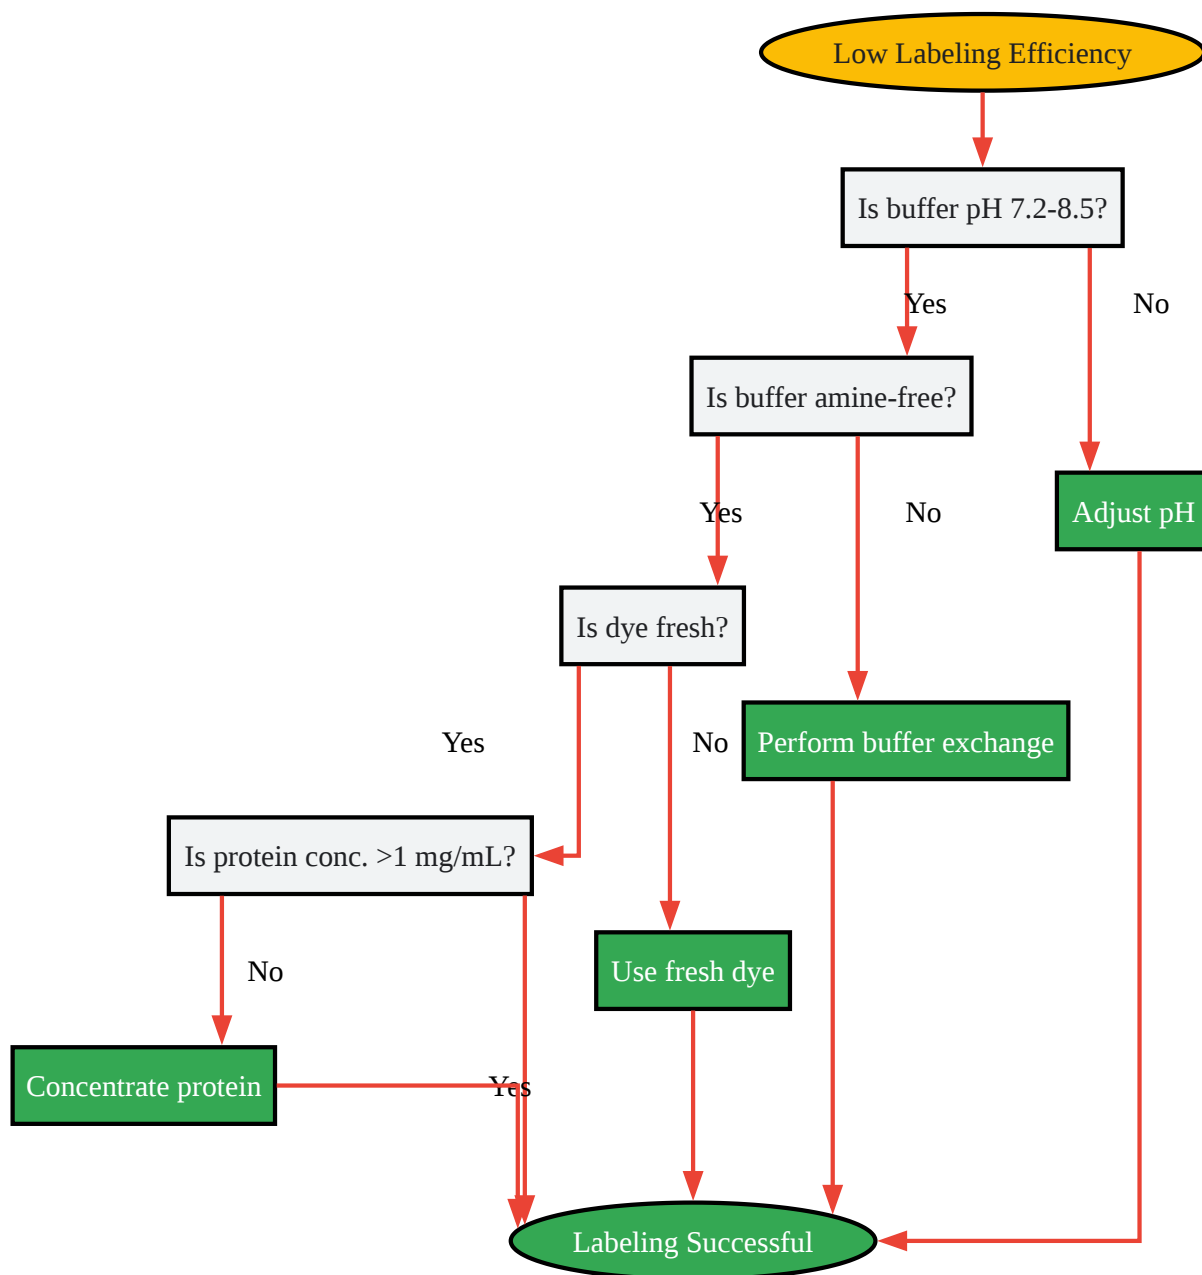 Low Labeling Efficiency
Is buffer pH 7.2-8.5?
Yes
No
Is buffer amine-free?
Yes
No
Adjust pH
Is dye fresh?
Yes
No
Perform buffer exchange
Is protein conc. >1 mg/mL?
No
Use fresh dye
Concentrate protein
Yes
Labeling Successful